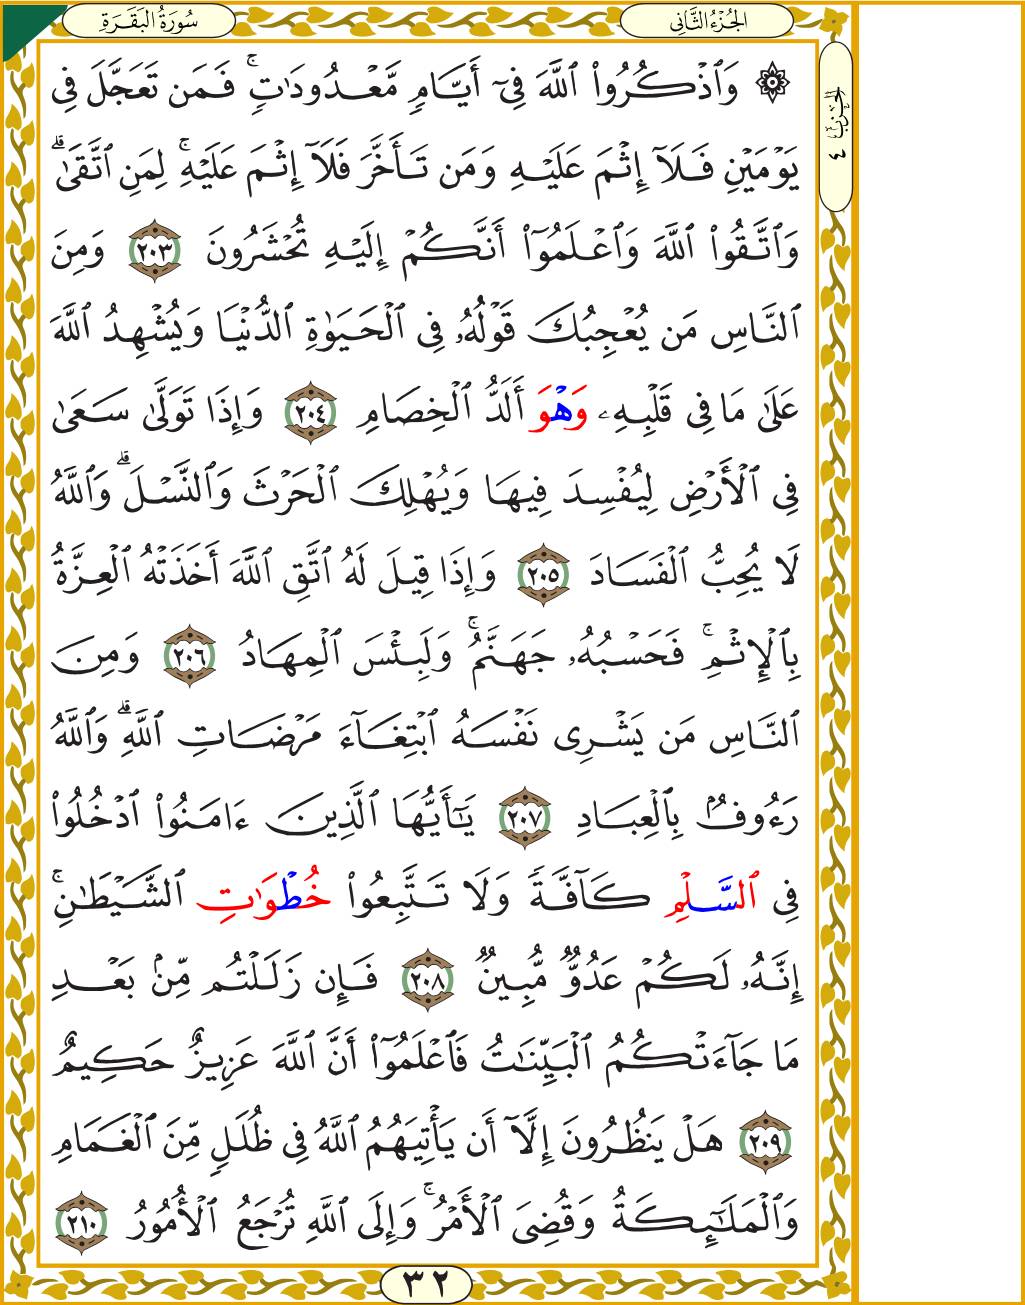 سُورَةُ البَقَرَةِ
الجُزْءُ الثَّانِي
الحزب ٤
۞ وَٱذْكُرُوا۟ ٱللَّهَ فِىٓ أَيَّامٍ مَّعْدُودَٰتٍ ۚ فَمَن تَعَجَّلَ فِى
يَوْمَيْنِ فَلَآ إِثْمَ عَلَيْهِ وَمَن تَأَخَّرَ فَلَآ إِثْمَ عَلَيْهِ ۚ لِمَنِ ٱتَّقَىٰ ۗ
وَٱتَّقُوا۟ ٱللَّهَ وَٱعْلَمُوٓا۟ أَنَّكُمْ إِلَيْهِ تُحْشَرُونَ ٢٠٣ وَمِنَ
ٱلنَّاسِ مَن يُعْجِبُكَ قَوْلُهُۥ فِى ٱلْحَيَوٰةِ ٱلدُّنْيَا وَيُشْهِدُ ٱللَّهَ
عَلَىٰ مَا فِى قَلْبِهِۦ وَهْوَ أَلَدُّ ٱلْخِصَامِ ٢٠٤ وَإِذَا تَوَلَّىٰ سَعَىٰ
فِى ٱلْأَرْضِ لِيُفْسِدَ فِيهَا وَيُهْلِكَ ٱلْحَرْثَ وَٱلنَّسْلَ ۗ وَٱللَّهُ
لَا يُحِبُّ ٱلْفَسَادَ ٢٠٥ وَإِذَا قِيلَ لَهُ ٱتَّقِ ٱللَّهَ أَخَذَتْهُ ٱلْعِزَّةُ
بِٱلْإِثْمِ ۚ فَحَسْبُهُۥ جَهَنَّمُ ۚ وَلَبِئْسَ ٱلْمِهَادُ ٢٠٦ وَمِنَ
ٱلنَّاسِ مَن يَشْرِى نَفْسَهُ ٱبْتِغَآءَ مَرْضَاتِ ٱللَّهِ ۗ وَٱللَّهُ
رَءُوفٌۢ بِٱلْعِبَادِ ٢٠٧ يَٰٓأَيُّهَا ٱلَّذِينَ ءَامَنُوا۟ ٱدْخُلُوا۟
فِى ٱلسَّلْمِ كَآفَّةً وَلَا تَتَّبِعُوا۟ خُطْوَٰتِ ٱلشَّيْطَٰنِ ۚ
إِنَّهُۥ لَكُمْ عَدُوٌّ مُّبِينٌ ٢٠٨ فَإِن زَلَلْتُم مِّنۢ بَعْدِ
مَا جَآءَتْكُمُ ٱلْبَيِّنَٰتُ فَٱعْلَمُوٓا۟ أَنَّ ٱللَّهَ عَزِيزٌ حَكِيمٌ
٢٠٩ هَلْ يَنظُرُونَ إِلَّآ أَن يَأْتِيَهُمُ ٱللَّهُ فِى ظُلَلٍ مِّنَ ٱلْغَمَامِ
وَٱلْمَلَٰٓئِكَةُ وَقُضِىَ ٱلْأَمْرُ ۚ وَإِلَى ٱللَّهِ تُرْجَعُ ٱلْأُمُورُ ٢١٠
٣٢